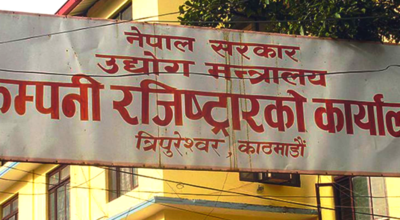 नेपाल सरकार
उद्योग मन्त्रालय
कम्पनी रजिष्ट्रारको कार्याल
त्रिपुरेश्वर, काठमाडौं